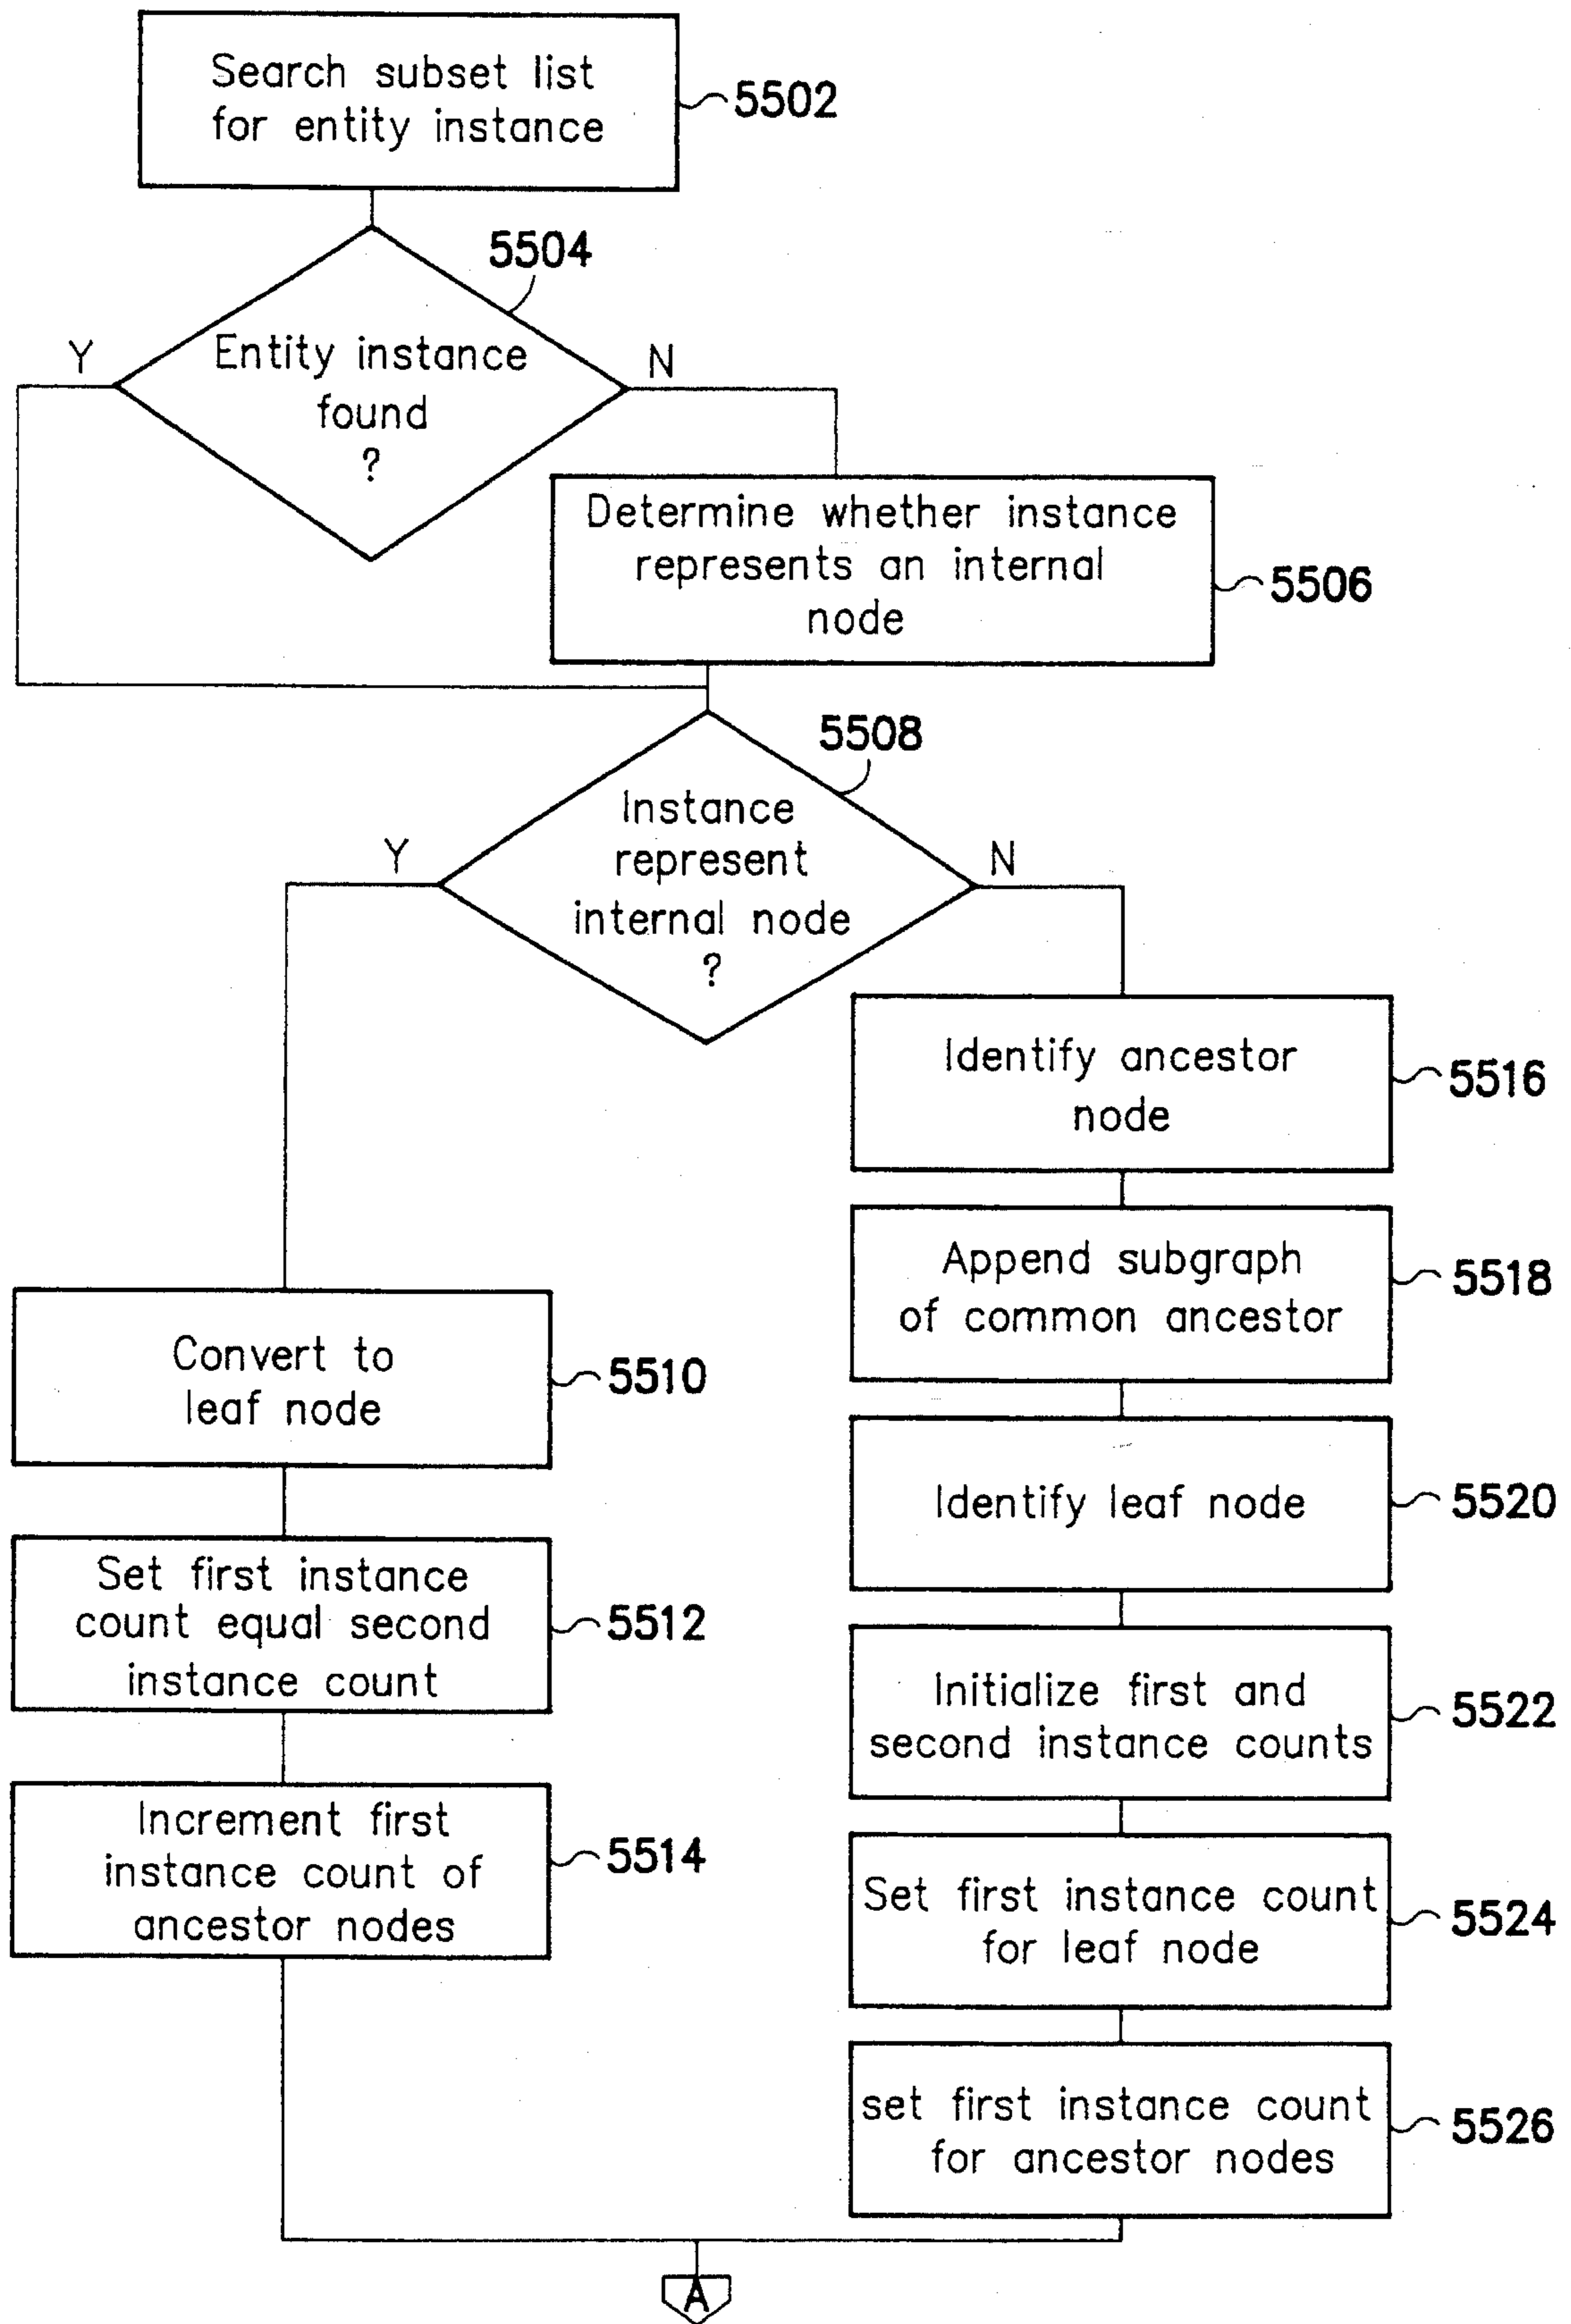 Search subset list
for entity instance
5502
5504
Y
Entity instance
found
?
N
Determine whether instance
represents an internal
node
5506
5508
Y
Instance
represent
internal node
?
N
Identify ancestor
node
5516
Append subgraph
of common ancestor
5518
Convert to
leaf node
5510
Identify leaf node
5520
Set first instance
count equal second
instance count
5512
Initialize first and
second instance counts
5522
Increment first
instance count of
ancestor nodes
5514
Set first instance count
for leaf node
5524
set first instance count
for ancestor nodes
5526
A